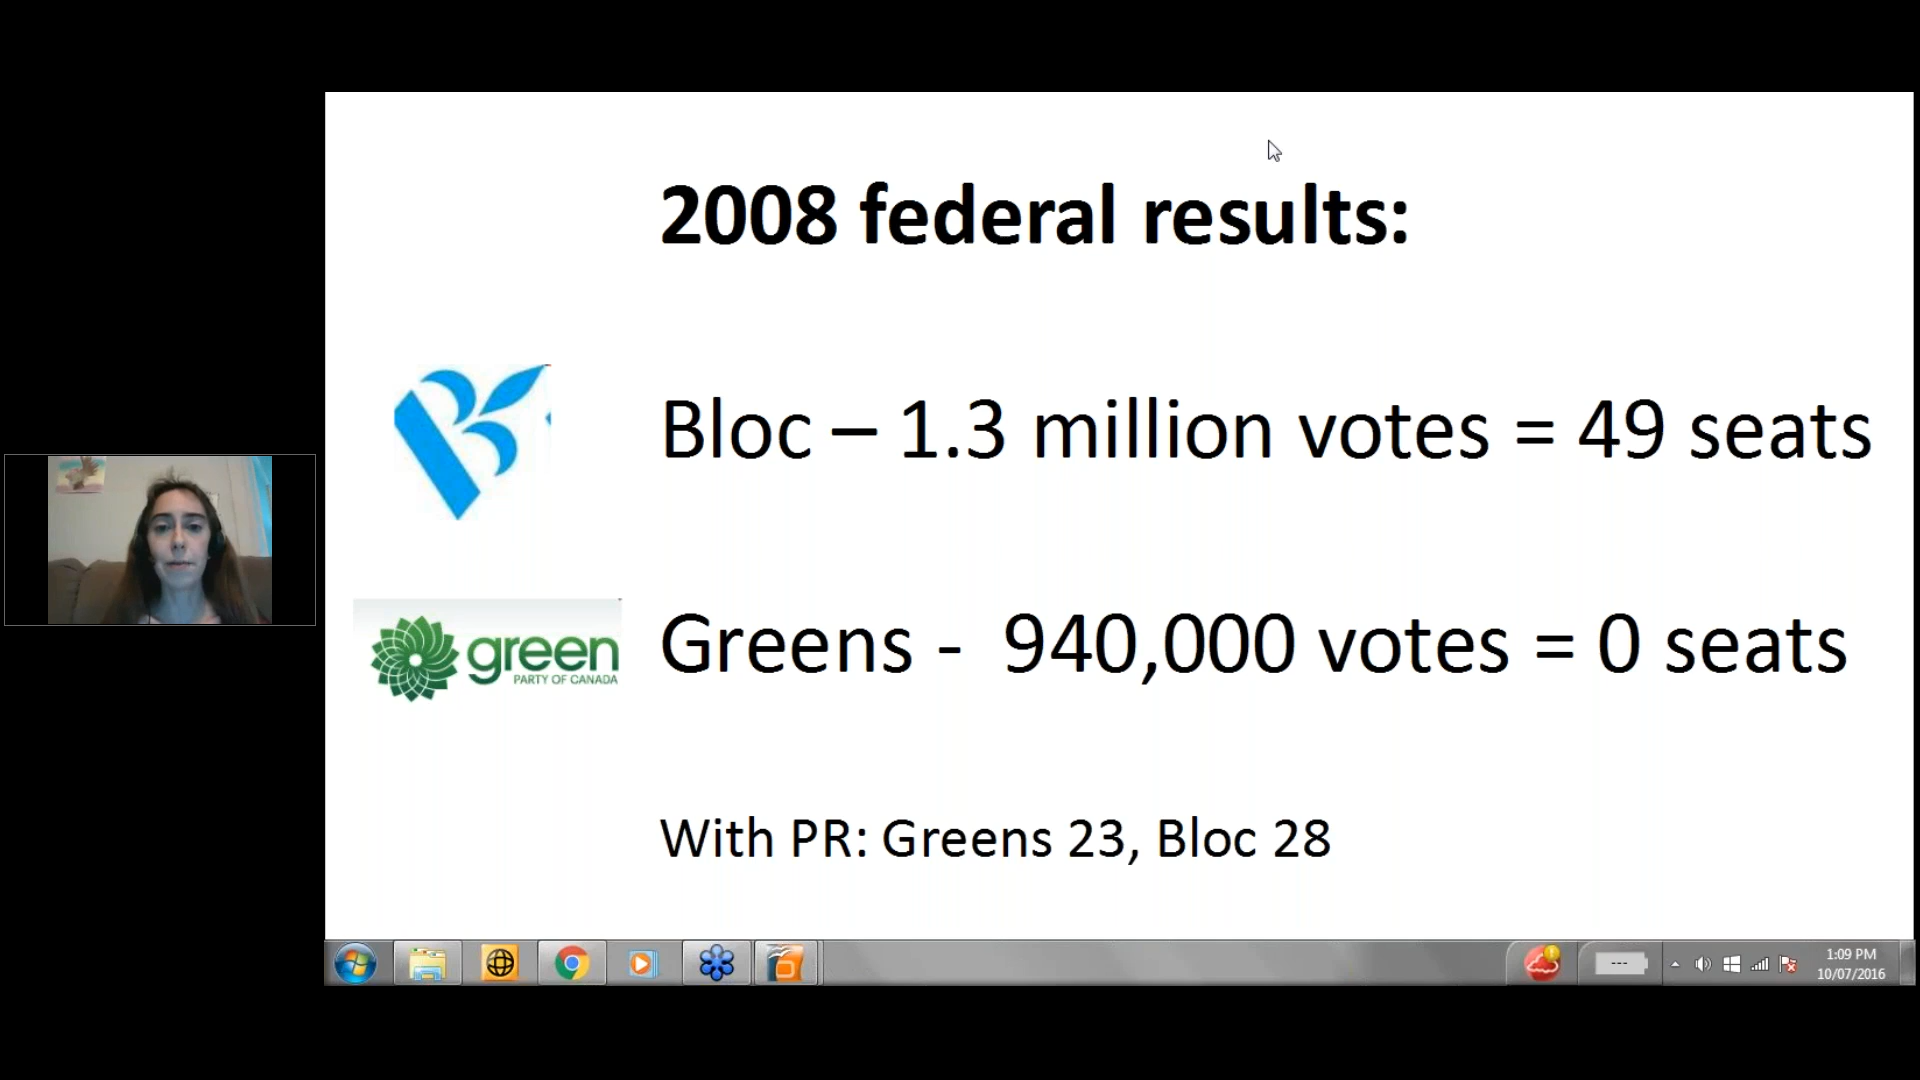 2008 federal results:
Bloc – 1.3 million votes = 49 seats
green
PARTY OF CANADA
Greens - 940,000 votes = 0 seats
With PR: Greens 23, Bloc 28
---
1:09 PM
10/07/2016